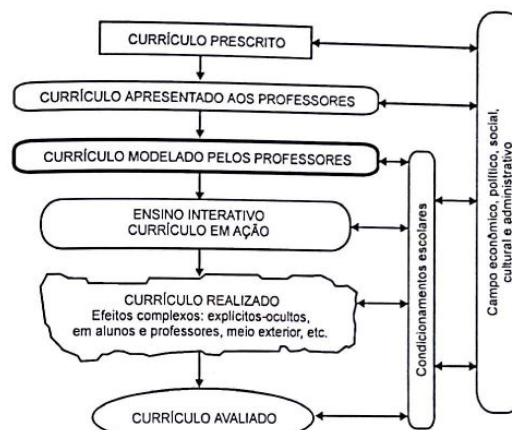 CURRÍCULO PRESCRITO
CURRÍCULO APRESENTADO AOS PROFESSORES
CURRÍCULO MODELADO PELOS PROFESSORES
ENSINO INTERATIVO
CURRÍCULO EM AÇÃO
CURRÍCULO REALIZADO
Efeitos complexos: explícitos-ocultos,
em alunos e professores, meio exterior, etc.
CURRÍCULO AVALIADO
Condicionamentos escolares
Campo econômico, político, social,
cultural e administrativo